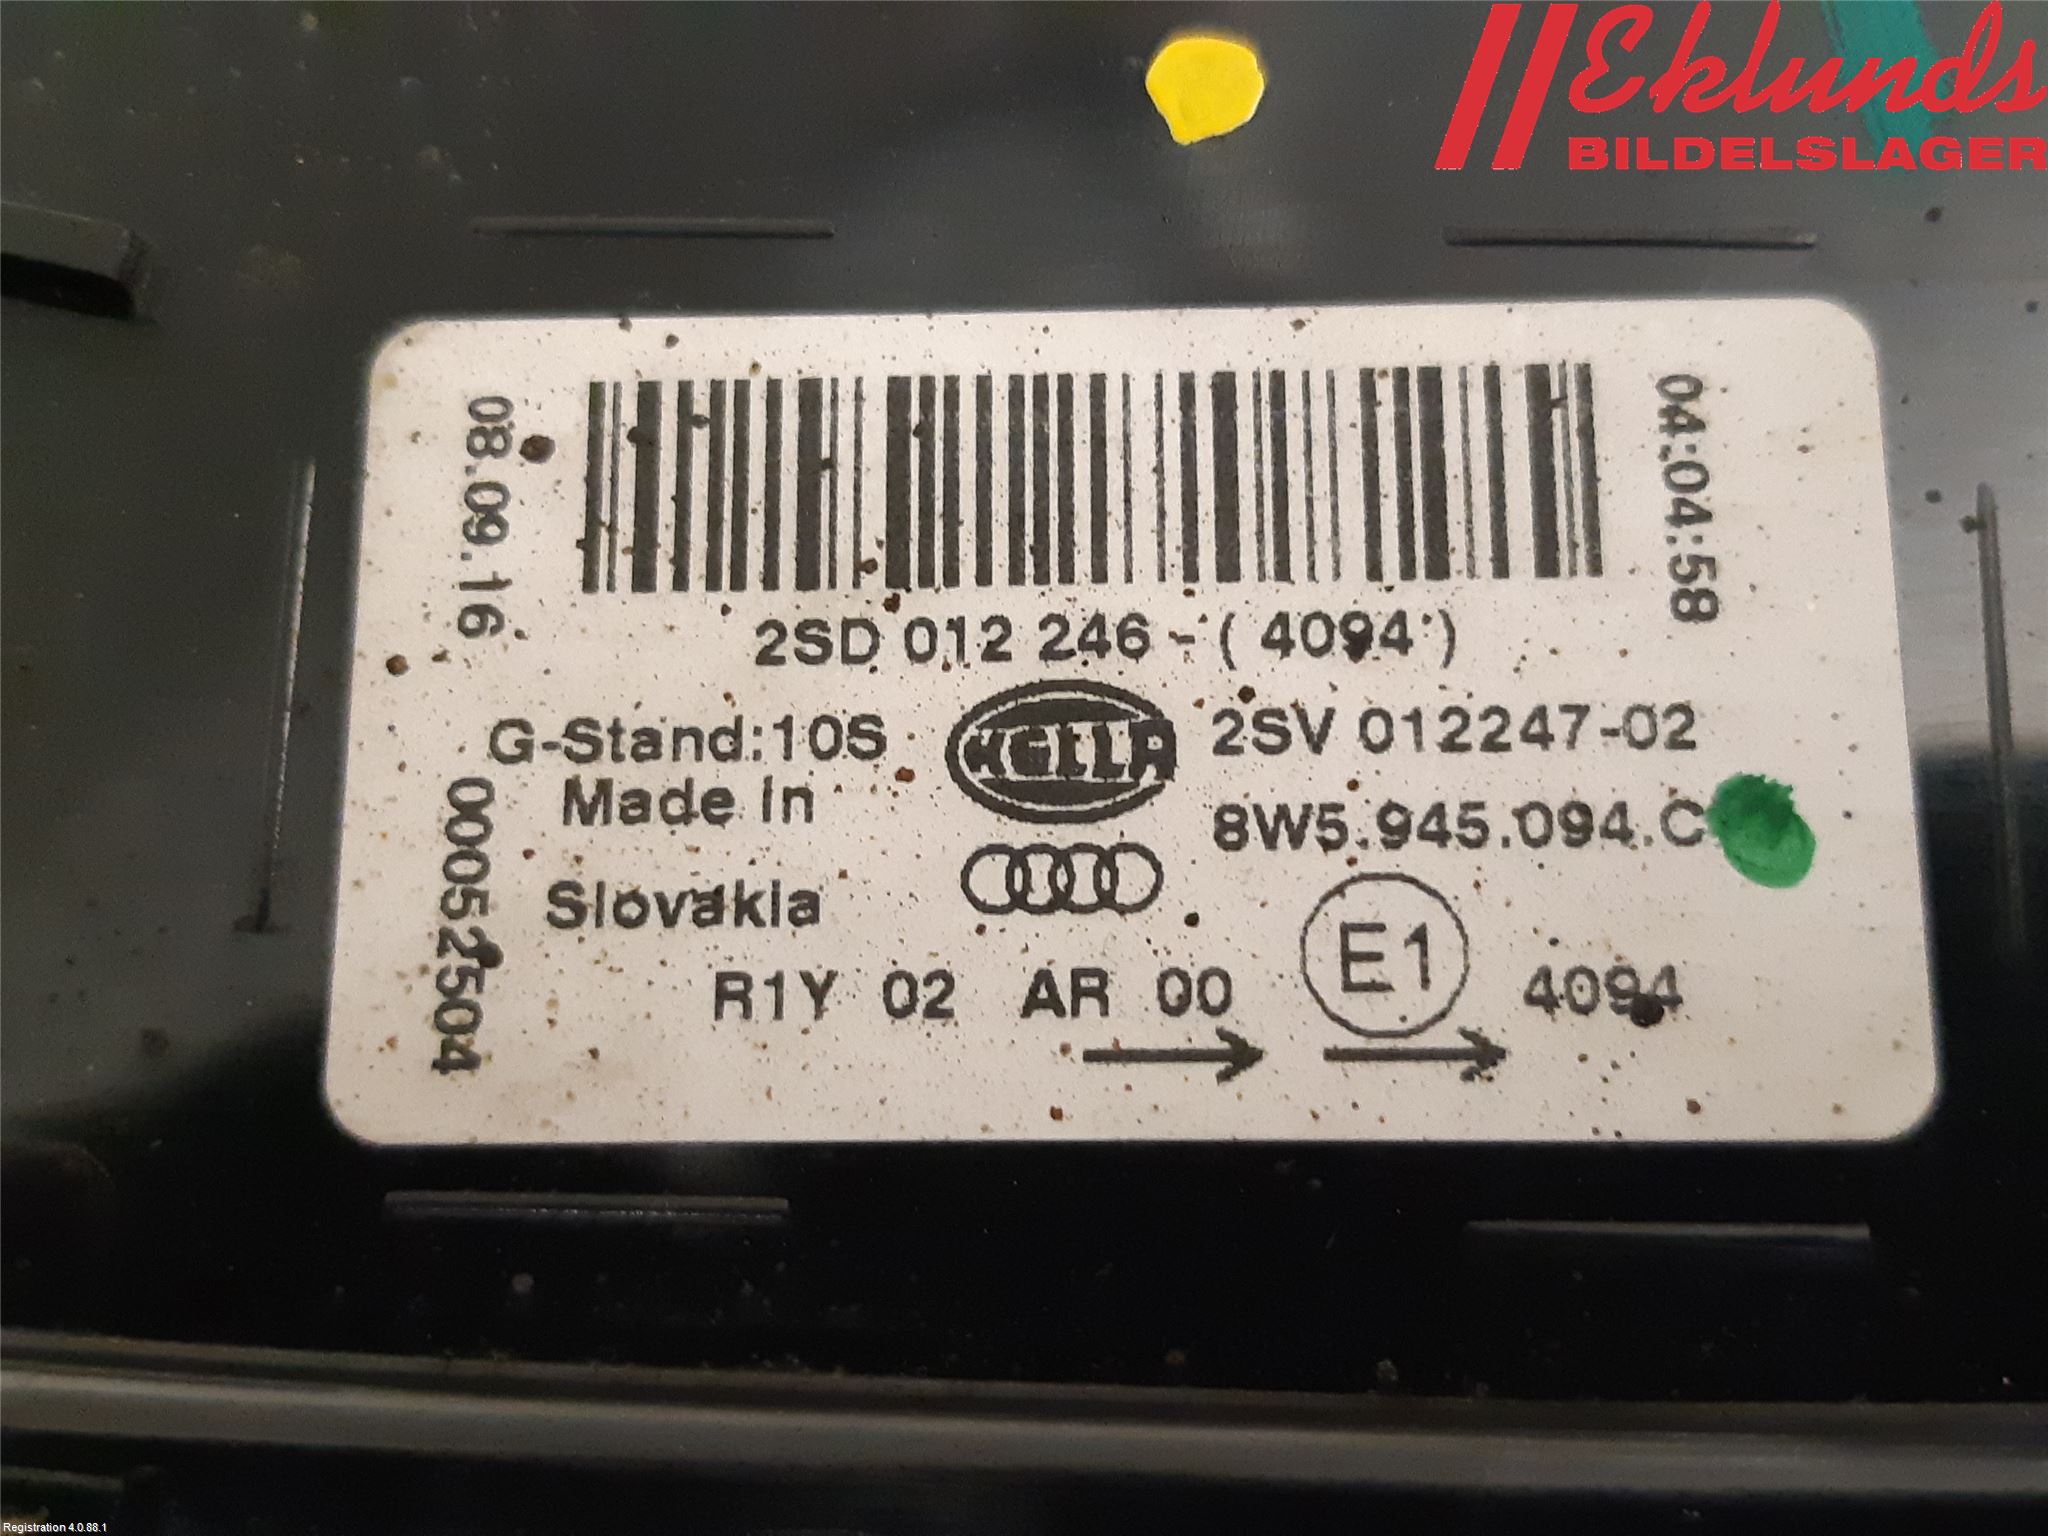 Eklunds
BILDELSLAGER
08.09.16
04:04:58
2SD 012 246-(4094)
G-Stand:10S
HELLA
2SV 012247-02
Made in
8W5.945.094.C
Slovakia
00052504
E1
R1Y 02 AR 00
4094
Registration 4.0.88.1